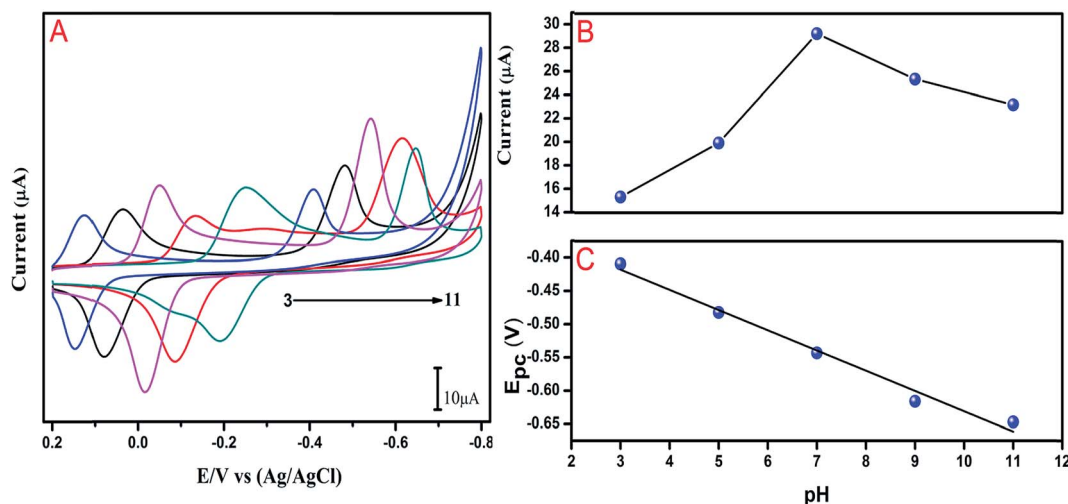 A
Current (µA)
3 11
10µA
0.2 0.0 -0.2 -0.4 -0.6 -0.8
E/V vs (Ag/AgCl)
B
Current (µA)
30
28
26
24
22
20
18
16
14
C
Epc (V)
-0.40
-0.45
-0.50
-0.55
-0.60
-0.65
2 3 4 5 6 7 8 9 10 11 12
pH